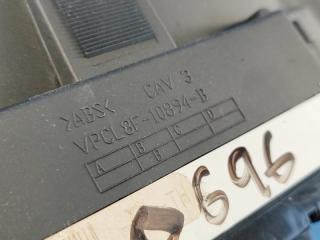 >ABS< CAV 3
VPCL8F-10894-B
A B C D
B
696